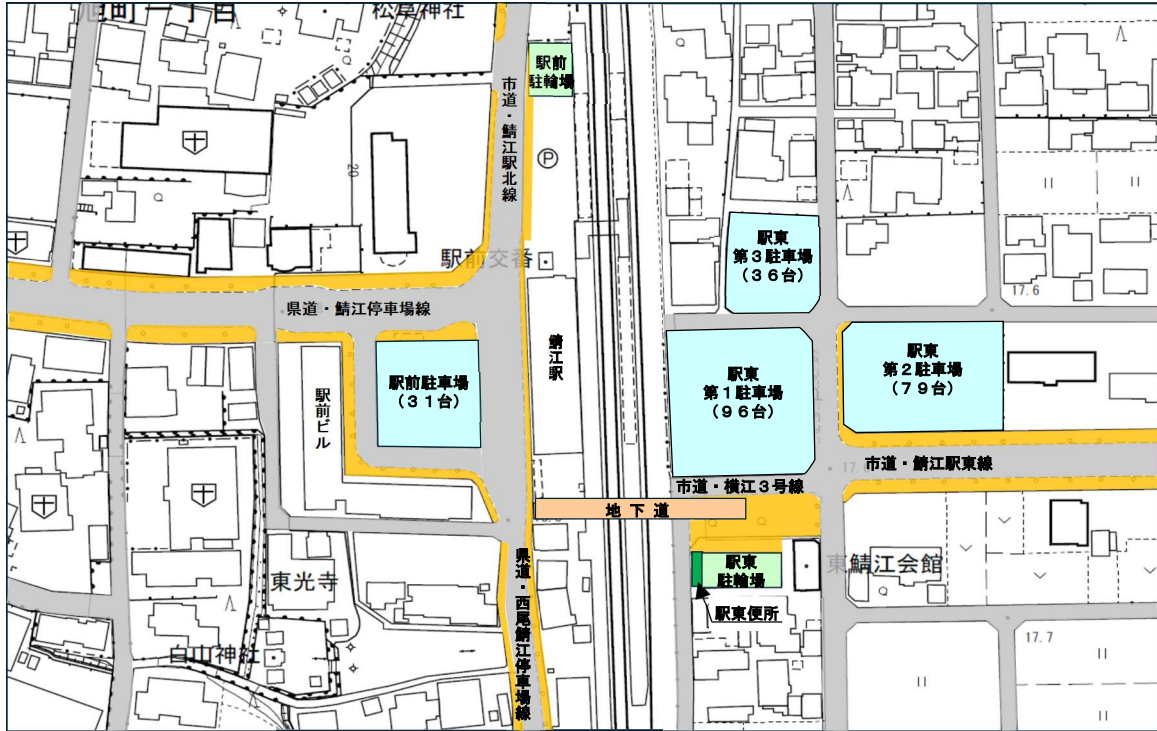 旭町一丁目
松阜神社
駅前
駐輪場
市道・鯖江駅北線
P
20
駅前交番
県道・鯖江停車場線
駅東
第3駐車場
(36台)
17.6
駅前駐車場
(31台)
駅前ビル
鯖江駅
駅東
第1駐車場
(96台)
駅東
第2駐車場
(79台)
市道・鯖江駅東線
市道・横江3号線
地下道
東光寺
白山神社
県道・西尾鯖江停車場線
駅東
駐輪場
駅東便所
東鯖江会館
17.7